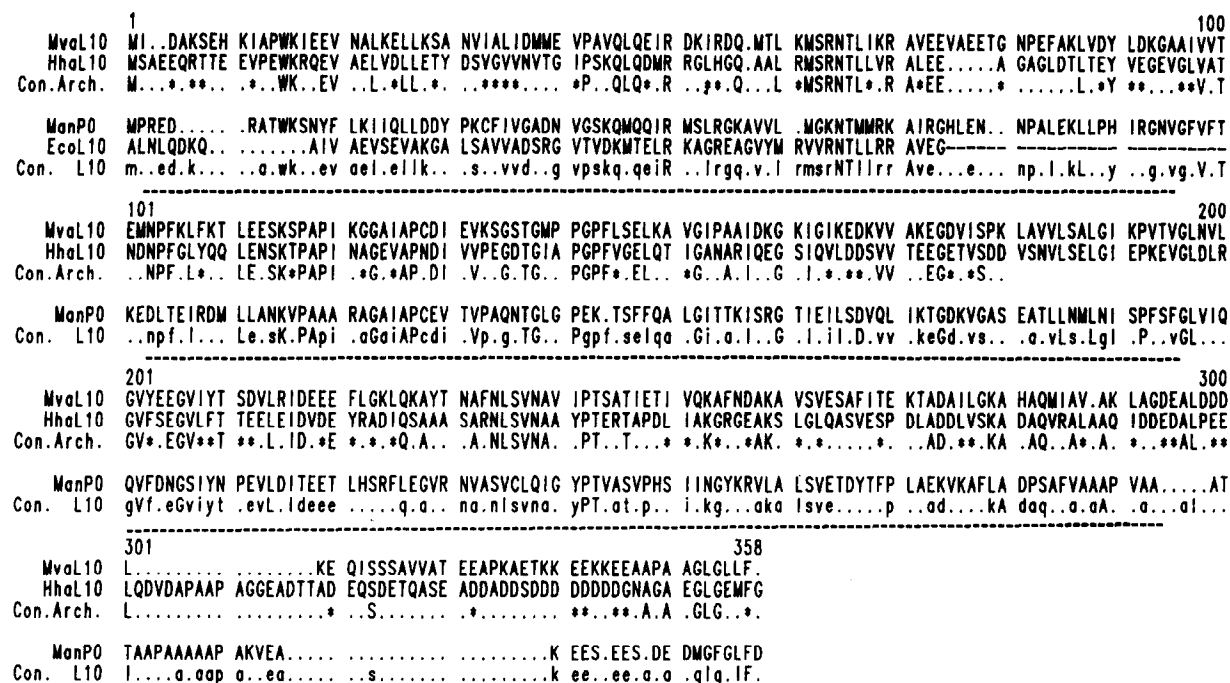 1 100
MvaL10 MI..DAKSEH KIAPWKIEEV NALKELLKSA NVIALIDMME VPAVQLQEIR DKIRDQ.MTL KMSRNTLIKR AVEEVAEETG NPEFAKLVDY LDKGAAIVVT
HhaL10 MSAEEQRTTE EVPEWKRQEV AELVDLLETY DSVGVVNVTG IPSKQLQDMR RGLHGQ.AAL RMSRNTLLVR ALEE.....A GAGLDTLTEY VEGEVGLVAT
Con.Arch. M...*.**.. .*..WK..EV ..L.*LL.*. ..****.... .*P..QLQ*.R ..**.*.Q...L *MSRNTL*.R A*EE.....* ......L.*Y **...**V.T
ManP0 MPRED..... .RATWKSNYF LKIIQLLDDY PKCFIVGADN VGSKQMQQIR MSLRGKAVVL .MGKNTMMRK AIRGHLEN.. NPALEKLLPH IRGNVGFVFT
EcoL10 ALNLQDKQ.. ......AIV AEVSEVAKGA LSAVVADSRG VTVDKMTELR KAGREAGVYM RVVRNTLLRR AVEG------ ---------- ----------
Con. L10 m..ed.k... ..a.wk..ev ael.ellk.. .s..vvd..g vpskq.qeiR ..lrgq.v.l rmsrNTllrr Ave...e... np.l.kL..y ..g.vg.V.T
101 200
MvaL10 EMNPFKLFKT LEESKSPAPI KGGAIAPCDI EVKSGSTGMP PGPFLSELKA VGIPAAIDKG KIGIKEDKVV AKEGDVISPK LAVVLSALGI KPVTVGLNVL
HhaL10 NDNPFGLYQQ LENSKTPAPI NAGEVAPNDI VVPEGDTGIA PGPFVGELQT IGANARIQEG SIQVLDDSVV TEEGETVSDD VSNVLSELGI EPKEVGLDLR
Con.Arch. ..NPF.L*.. LE.SK*PAPI .*G.*AP.DI .V..G.TG.. PGPF*.EL.. .*G..A.I..G .I.*.**.VV ..EG*.*S..
ManP0 KEDLTEIRDM LLANKVPAAA RAGAIAPCEV TVPAQNTGLG PEK.TSFFQA LGITTKISRG TIEILSDVQL IKTGDKVGAS EATLLNMLNI SPFSFGLVIQ
Con. L10 ..npf.l... Le.sK.PApi .aGaiAPcdi .Vp.g.TG.. Pgpf.selqa .Gi.a.l..G .l.il.D.vv .keGd.vs.. ..a.vLs.Lgl .P..vGL...
201 300
MvaL10 GVYEEGVIYT SDVLRIDEEE FLGKLQKAYT NAFNLSVNAV IPTSATIETI VQKAFNDAKA VSVESAFITE KTADAILGKA HAQMIAV.AK LAGDEALDDD
HhaL10 GVFSEGVLFT TEELEIDVDE YRADIQSAAA SARNLSVNAA YPTERTAPDL IAKGRGEAKS LGLQASVESP DLADDLVSKA DAQVRALAAQ IDDEDALPEE
Con.Arch. GV*.EGV**T **.L.ID.*E *.*.*Q.A.. .A.NLSVNA. .PT..T...* .*.K*..*AK. .*.....*.. ..AD.**.KA .AQ..A*.A. *..**AL.**
ManP0 QVFDNGSIYN PEVLDITEET LHSRFLEGVR NVASVCLQIG YPTVASVPHS IINGYKRVLA LSVETDYTFP LAEKVKAFLA DPSAFVAAAP VAA.....AT
Con. L10 gVf.eGviyt .evL.Ideee .....q.a.. na.nlsvna. yPT.at.p.. i.kg...aka lsve.....p ..ad....kA daq..a.aA. .a...al...
301 358
MvaL10 L......... ........KE QISSSAVVAT EEAPKAETKK EEKKEEAAPA AGLGLLF.
HhaL10 LQDVDAPAAP AGGEADTTAD EQSDETQASE ADDADDSDDD DDDDDGNAGA EGLGEMFG
Con.Arch. L......... .........* ..S....... .*........ **..**.A.A .GLG..*.
ManP0 TAAPAAAAAP AKVEA..... .......... .........K EES.EES.DE DMGFGLFD
Con. L10 l....a.aap a..ea..... ..s....... .........k ee..ee.a.a .glg.lF.